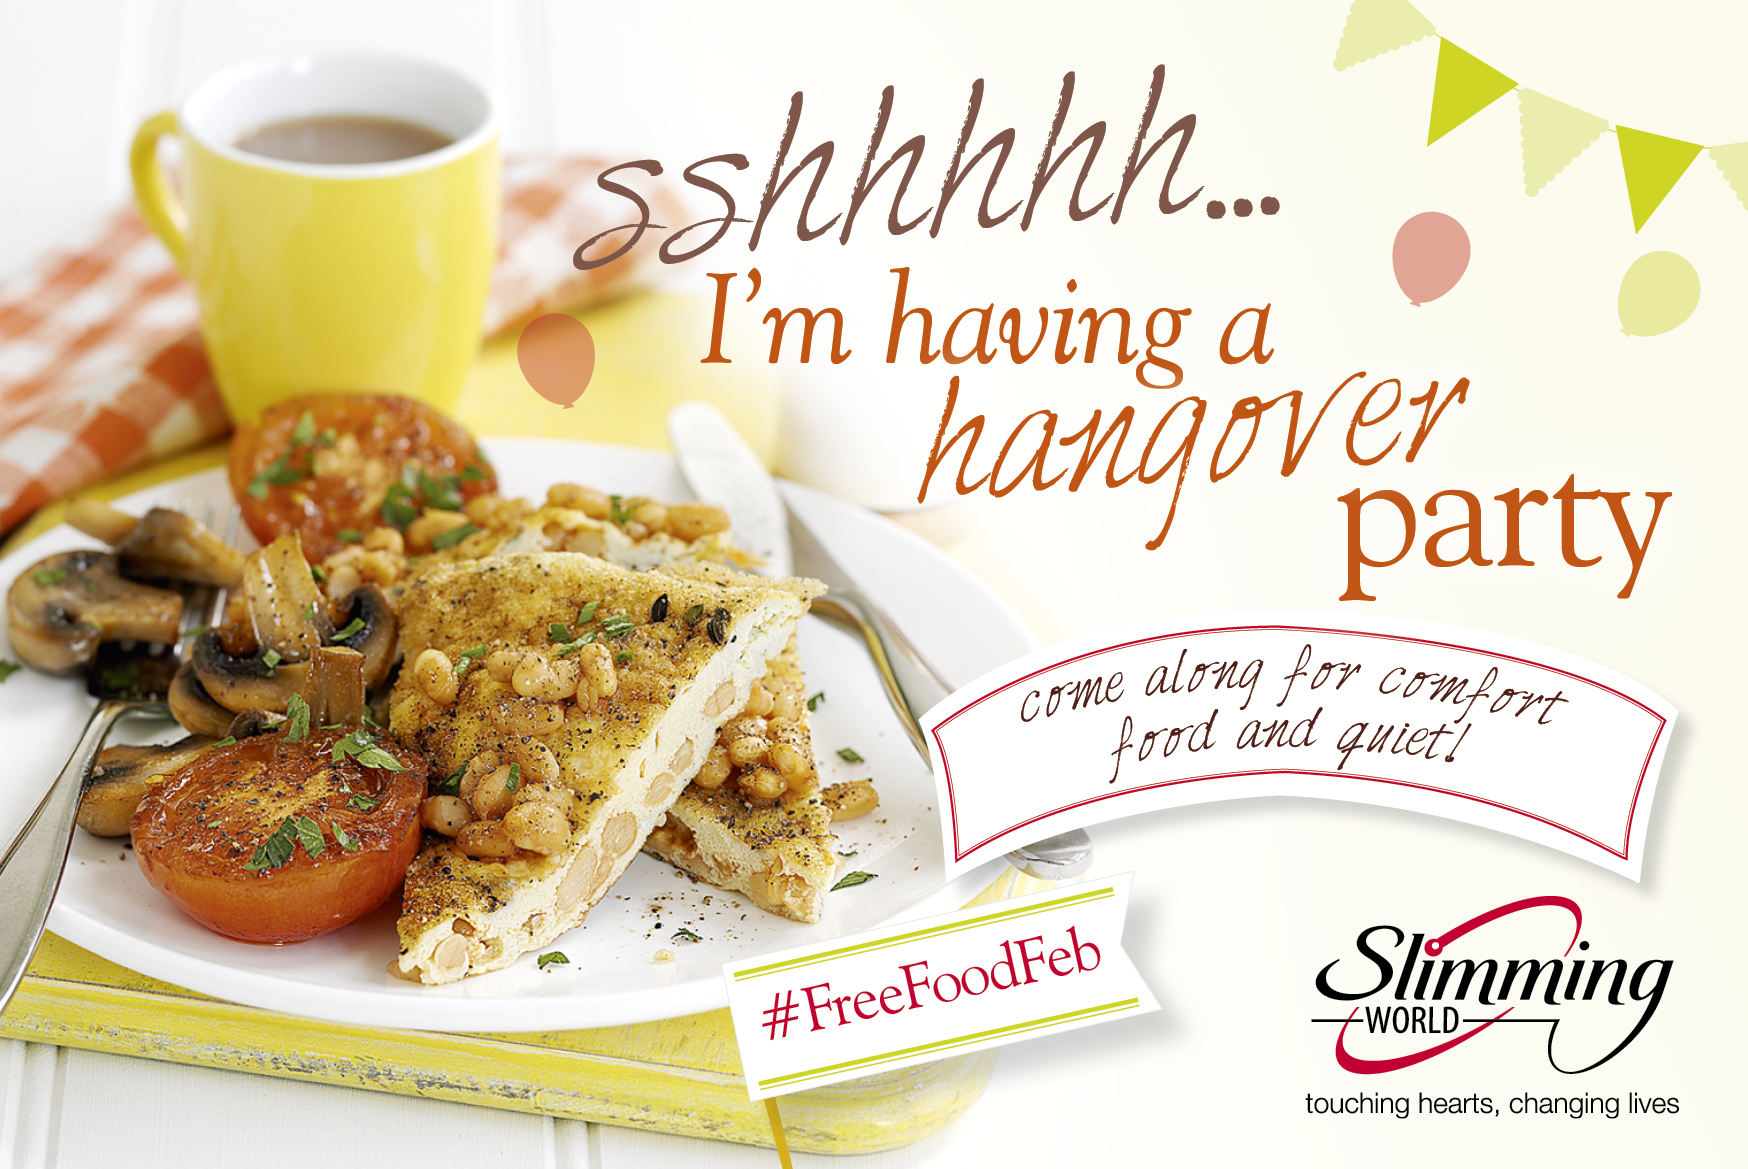 sshhhhh...
I'm having a
hangover
party
come along for comfort
food and quiet!
#FreeFoodFeb
Slimming
WORLD
touching hearts, changing lives